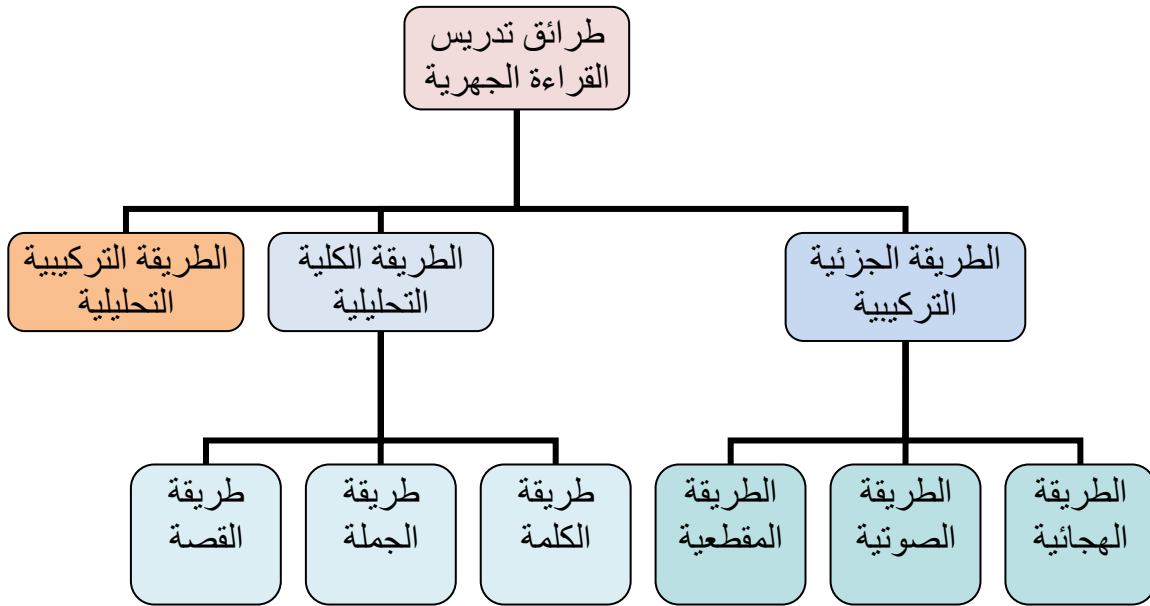 طرائق تدريس
القراءة الجهرية
الطريقة الجزئية
التركيبية
الطريقة الكلية
التحليلية
الطريقة التركيبية
التحليلية
الطريقة
الهجائية
الطريقة
الصوتية
الطريقة
المقطعية
طريقة
الكلمة
طريقة
الجملة
طريقة
القصة